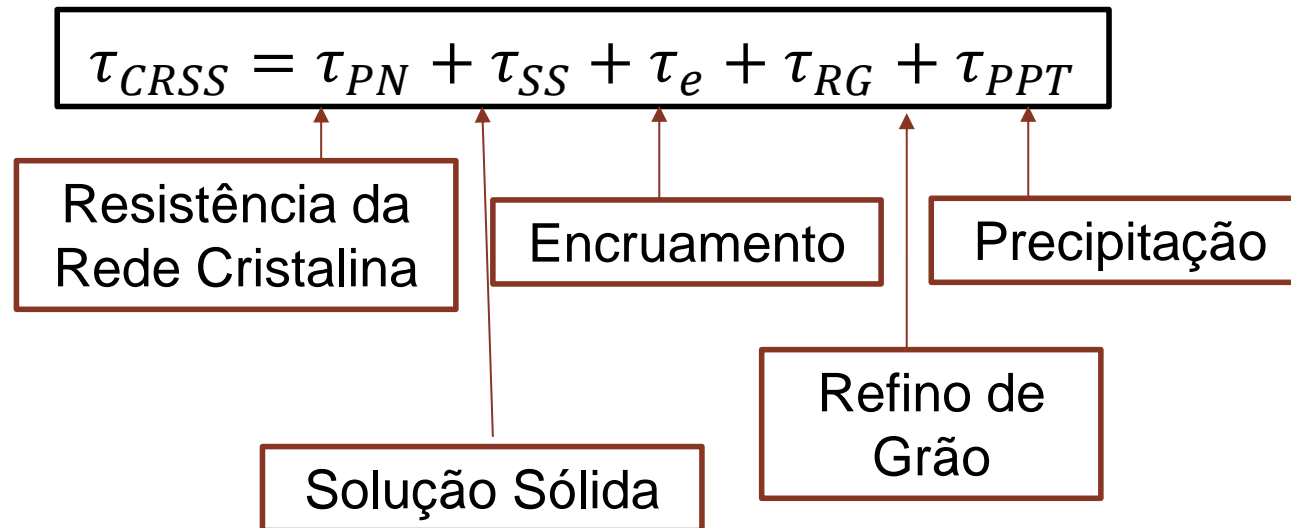 τ_CRSS = τ_PN + τ_SS + τ_e + τ_RG + τ_PPT
Resistência da
Rede Cristalina
Encruamento
Precipitação
Solução Sólida
Refino de
Grão